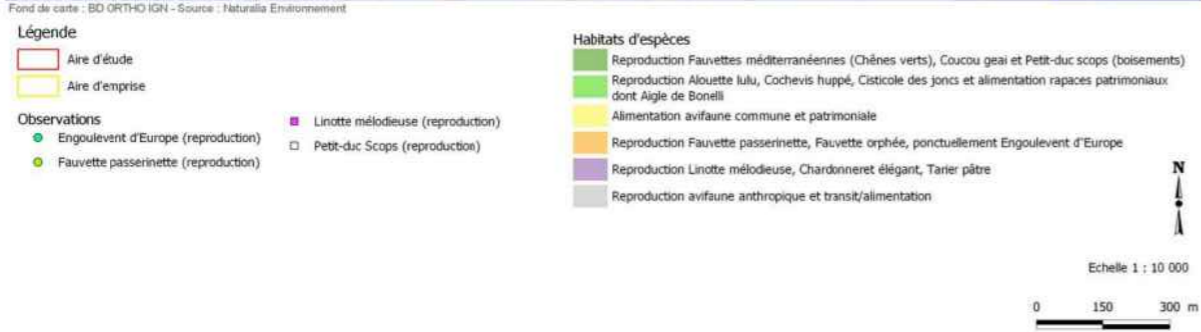 Fond de carte : BD ORTHO IGN - Source : Naturalia Environnement
Légende
Aire d'étude
Aire d'emprise
Observations
Engoulevent d'Europe (reproduction)
Fauvette passerinette (reproduction)
Linotte mélodieuse (reproduction)
Petit-duc Scops (reproduction)
Habitats d'espèces
Reproduction Fauvettes méditerranéennes (Chênes verts), Coucou geai et Petit-duc scops (boisements)
Reproduction Alouette lulu, Cochevis huppé, Cisticole des joncs et alimentation rapaces patrimoniaux
dont Aigle de Bonelli
Alimentation avifaune commune et patrimoniale
Reproduction Fauvette passerinette, Fauvette orphée, ponctuellement Engoulevent d'Europe
Reproduction Linotte mélodieuse, Chardonneret élégant, Tarier pâtre
Reproduction avifaune anthropique et transit/alimentation
N
Echelle 1 : 10 000
0 150 300 m